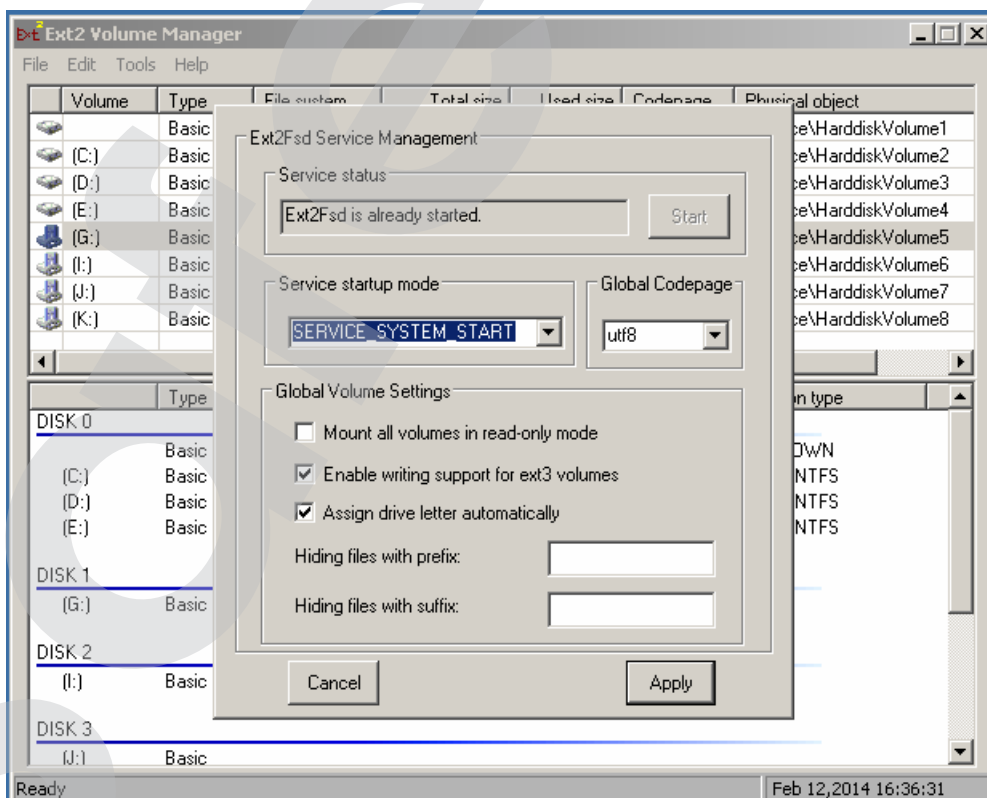 Ext2 Ext2 Volume Manager
File Edit Tools Help
Volume Type File system Total size Used size Codepage Physical object
Basic ce\HarddiskVolume1
(C:) Basic ce\HarddiskVolume2
(D:) Basic ce\HarddiskVolume3
(E:) Basic ce\HarddiskVolume4
(G:) Basic ce\HarddiskVolume5
(I:) Basic ce\HarddiskVolume6
(J:) Basic ce\HarddiskVolume7
(K:) Basic ce\HarddiskVolume8
Ext2Fsd Service Management
Service status
Ext2Fsd is already started.
Start
Service startup mode
Global Codepage
SERVICE_SYSTEM_START
utf8
Global Volume Settings
Mount all volumes in read-only mode
Enable writing support for ext3 volumes
Assign drive letter automatically
Hiding files with prefix:
Hiding files with suffix:
Cancel
Apply
Type n type
DISK 0
Basic OWN
(C:) Basic NTFS
(D:) Basic NTFS
(E:) Basic NTFS
DISK 1
(G:) Basic
DISK 2
(I:) Basic
DISK 3
(J:) Basic
Ready
Feb 12,2014 16:36:31